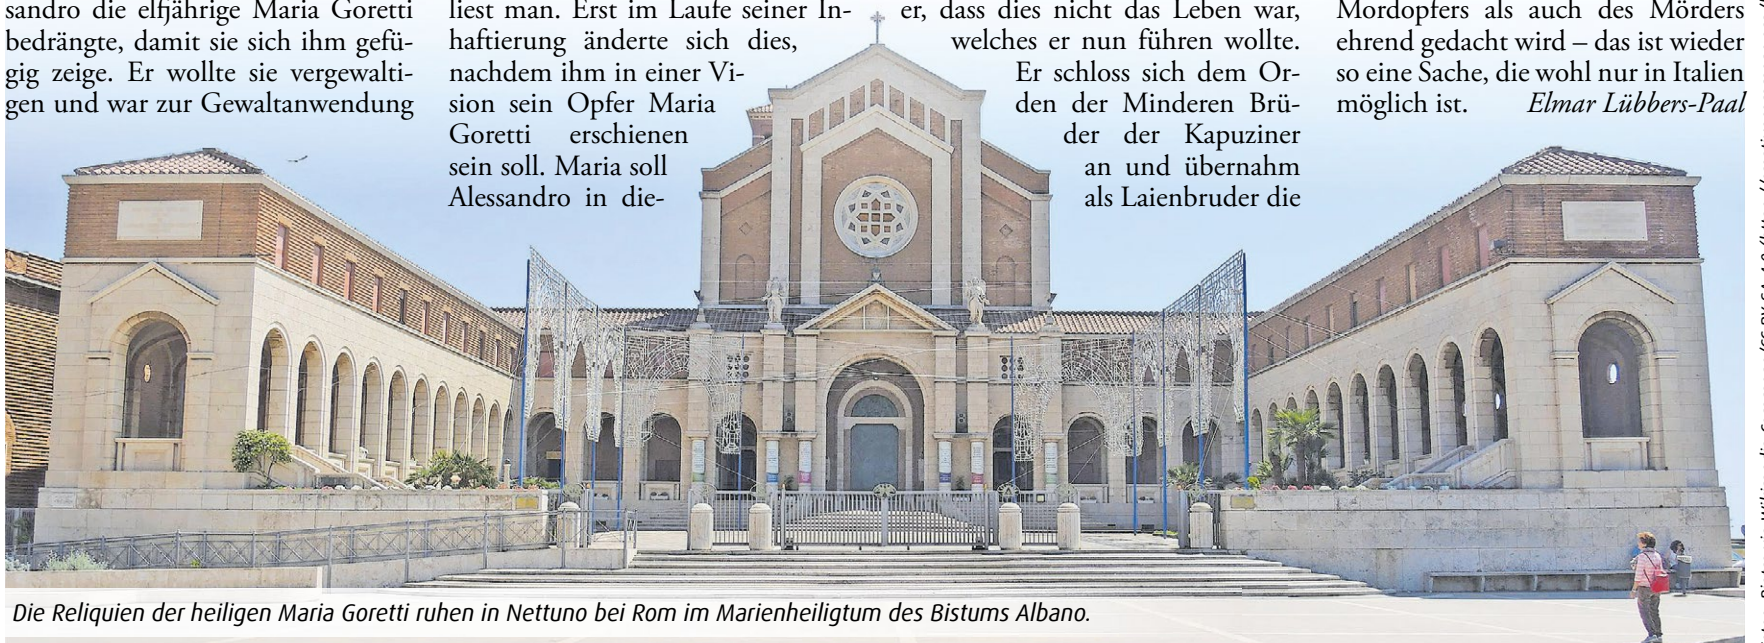 sandro die elfjährige Maria Goretti
bedrängte, damit sie sich ihm gefü-
gig zeige. Er wollte sie vergewalti-
gen und war zur Gewaltanwendung
liest man. Erst im Laufe seiner In-
haftierung änderte sich dies,
nachdem ihm in einer Vi-
sion sein Opfer Maria
Goretti erschienen
sein soll. Maria soll
Alessandro in die-
er, dass dies nicht das Leben war,
welches er nun führen wollte.
Er schloss sich dem Or-
den der Minderen Brü-
der der Kapuziner
an und übernahm
als Laienbruder die
Mordopfers als auch des Mörders
ehrend gedacht wird – das ist wieder
so eine Sache, die wohl nur in Italien
möglich ist. Elmar Lübbers-Paal
Die Reliquien der heiligen Maria Goretti ruhen in Nettuno bei Rom im Marienheiligtum des Bistums Albano.